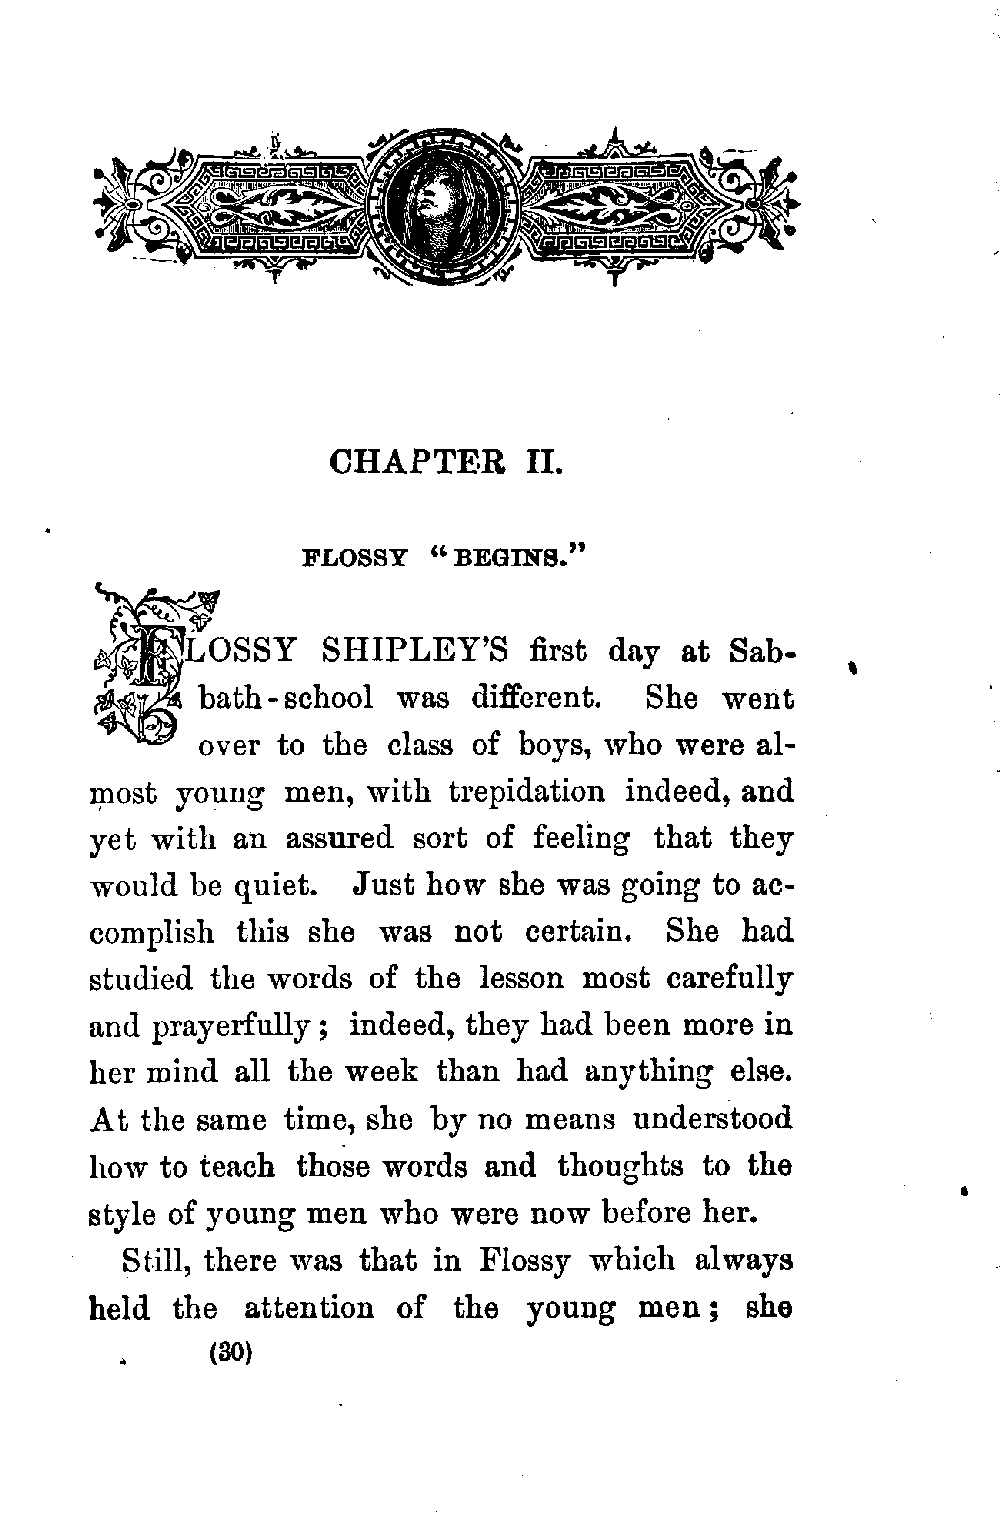 CHAPTER II.
FLOSSY "BEGINS."
FLOSSY SHIPLEY'S first day at Sab-
bath-school was different. She went
over to the class of boys, who were al-
most young men, with trepidation indeed, and
yet with an assured sort of feeling that they
would be quiet. Just how she was going to ac-
complish this she was not certain. She had
studied the words of the lesson most carefully
and prayerfully; indeed, they had been more in
her mind all the week than had anything else.
At the same time, she by no means understood
how to teach those words and thoughts to the
style of young men who were now before her.
Still, there was that in Flossy which always
held the attention of the young men; she
(30)